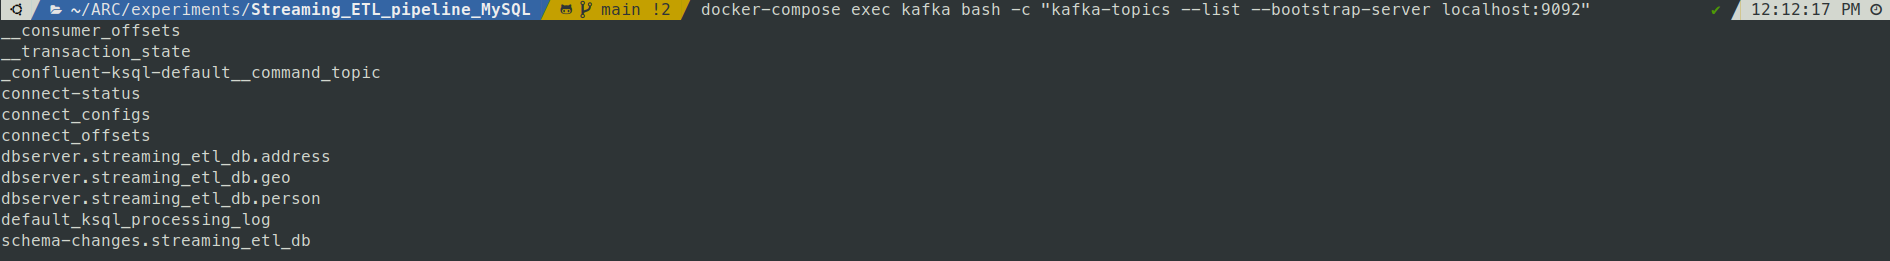 ~/ARC/experiments/Streaming_ETL_pipeline_MySQL main !2 docker-compose exec kafka bash -c "kafka-topics --list --bootstrap-server localhost:9092" ✔ 12:12:17 PM
__consumer_offsets
__transaction_state
_confluent-ksql-default__command_topic
connect-status
connect_configs
connect_offsets
dbserver.streaming_etl_db.address
dbserver.streaming_etl_db.geo
dbserver.streaming_etl_db.person
default_ksql_processing_log
schema-changes.streaming_etl_db